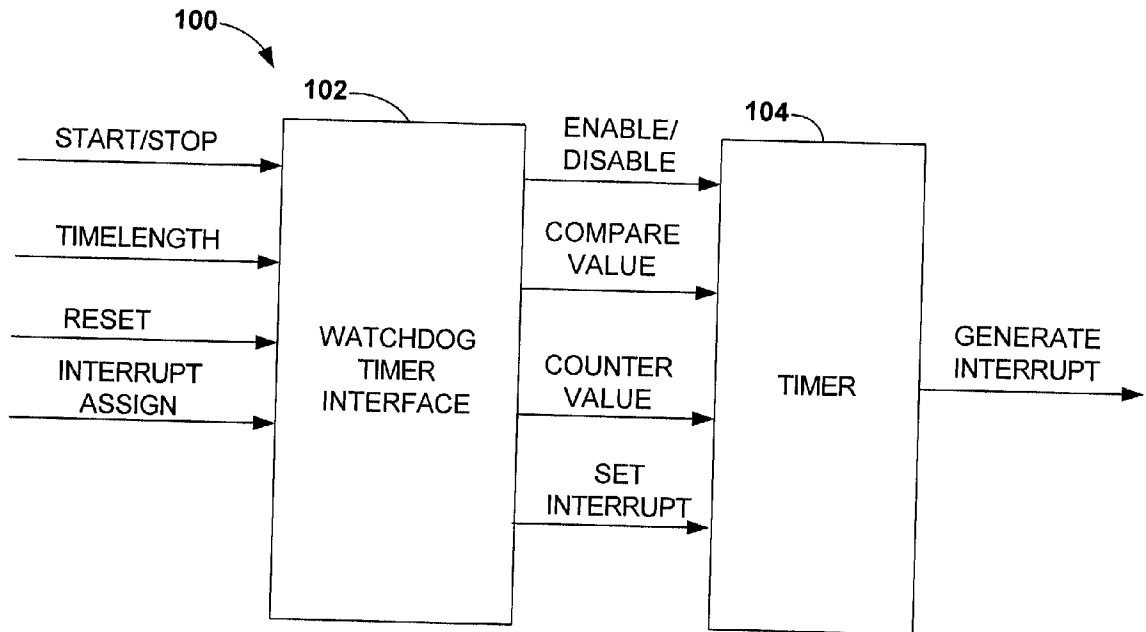 100
102
104
START/STOP
TIMELENGTH
RESET
INTERRUPT
ASSIGN
WATCHDOG
TIMER
INTERFACE
ENABLE/
DISABLE
COMPARE
VALUE
COUNTER
VALUE
SET
INTERRUPT
TIMER
GENERATE
INTERRUPT